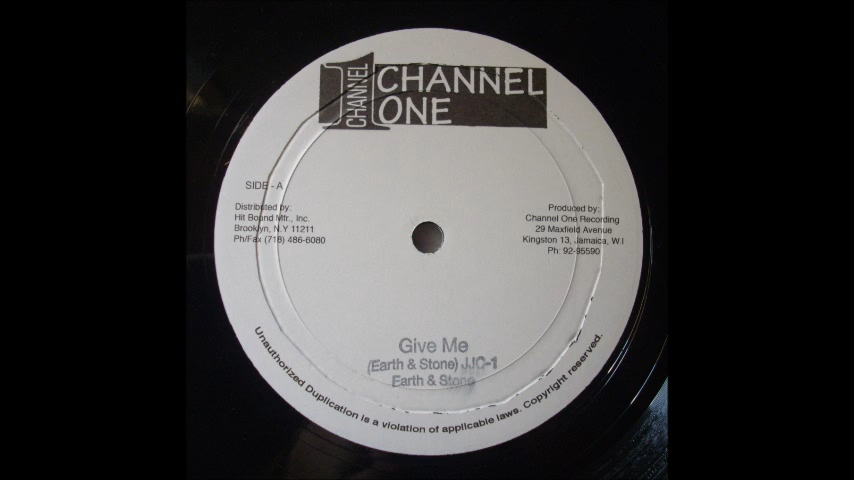 CHANNEL
CHANNEL
ONE
SIDE - A
Distributed by:
Hit Bound Mfr., Inc.
Brooklyn, N.Y 11211
Ph/Fax (718) 486-6080
Produced by:
Channel One Recording
29 Maxfield Avenue
Kingston 13, Jamaica, W.I
Ph: 92-95590
Give Me
(Earth & Stone) JJC-1
Earth & Stone
Unauthorized Duplication is a violation of applicable laws. Copyright reserved.